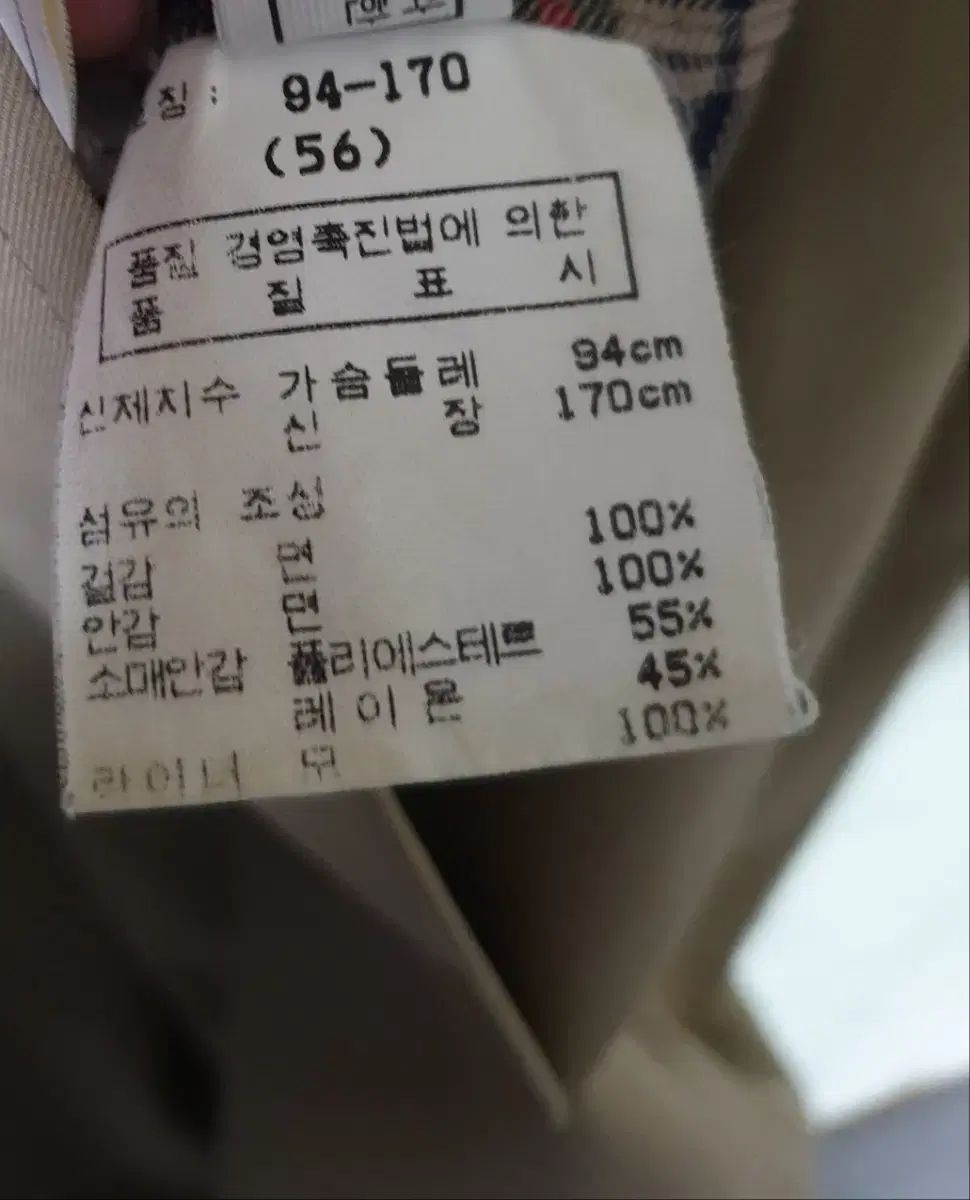 칭: 94-170
(56)
품질 경영촉진법에 의한
품 질 표 시
신체치수 가슴둘레 94cm
신 장 170cm
섬유의 조성
겉감 면 100%
안감 면 100%
소매안감 폴리에스테르 55%
레이온 45%
라이너 모 100%